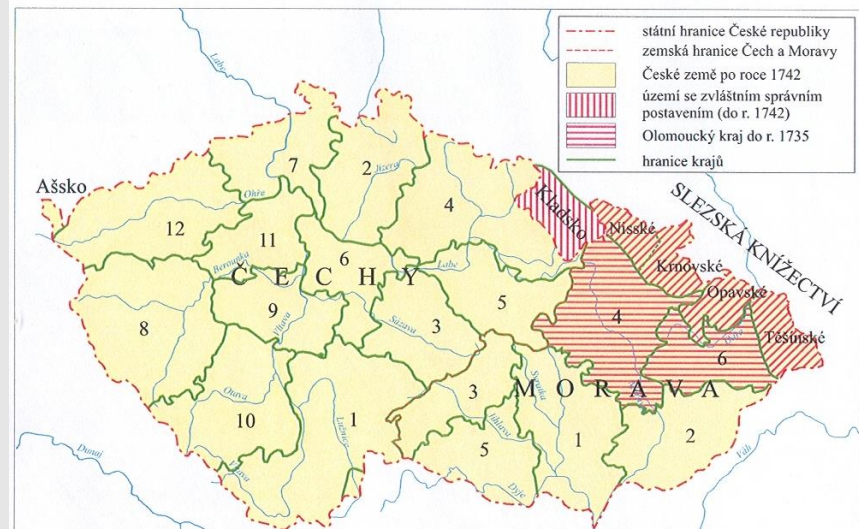 státní hranice České republiky
zemská hranice Čech a Moravy
České země po roce 1742
území se zvláštním správním
postavením (do r. 1742)
Olomoucký kraj do r. 1735
hranice krajů
Labe
7
2
Jizera
Ašsko
Ohře
4
Kladsko
SLEZSKÁ KNÍŽECTVÍ
Nisské
12
11
6
Krnovské
Berounka
Labe
ČECHY
Opavské
8
9
Vltava
Sázava
3
5
4
Odra
6
Těšínské
3
MORAVA
Otava
10
1
Lužnice
Svratka
Jihlava
5
1
2
Dunaj
Vltava
Dyje
Váh